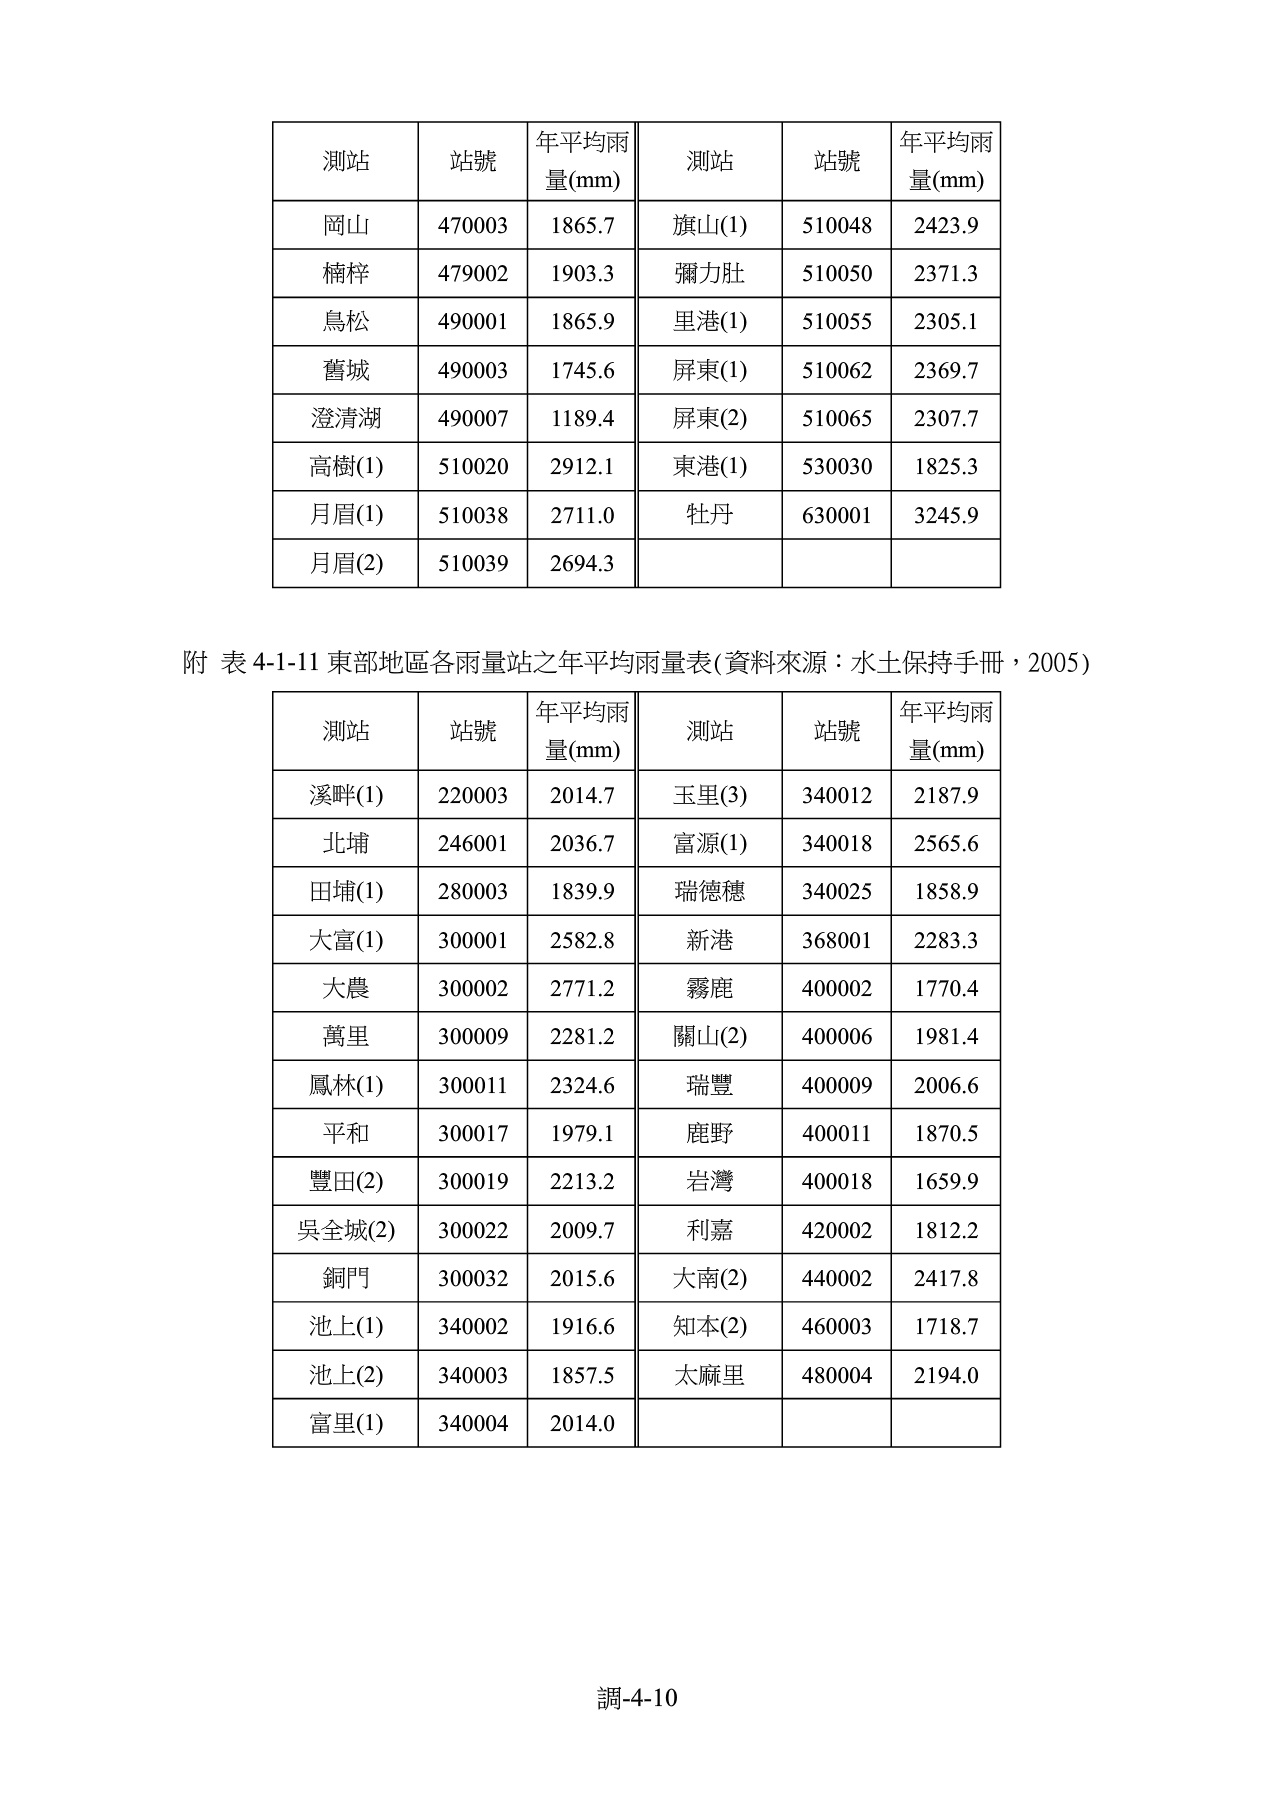 測站 站號 年平均雨量(mm) 測站 站號 年平均雨量(mm)
岡山 470003 1865.7 旗山(1) 510048 2423.9
楠梓 479002 1903.3 彌力肚 510050 2371.3
鳥松 490001 1865.9 里港(1) 510055 2305.1
舊城 490003 1745.6 屏東(1) 510062 2369.7
澄清湖 490007 1189.4 屏東(2) 510065 2307.7
高樹(1) 510020 2912.1 東港(1) 530030 1825.3
月眉(1) 510038 2711.0 牡丹 630001 3245.9
月眉(2) 510039 2694.3
附 表 4-1-11 東部地區各雨量站之年平均雨量表(資料來源：水土保持手冊，2005)
測站 站號 年平均雨量(mm) 測站 站號 年平均雨量(mm)
溪畔(1) 220003 2014.7 玉里(3) 340012 2187.9
北埔 246001 2036.7 富源(1) 340018 2565.6
田埔(1) 280003 1839.9 瑞德穗 340025 1858.9
大富(1) 300001 2582.8 新港 368001 2283.3
大農 300002 2771.2 霧鹿 400002 1770.4
萬里 300009 2281.2 關山(2) 400006 1981.4
鳳林(1) 300011 2324.6 瑞豐 400009 2006.6
平和 300017 1979.1 鹿野 400011 1870.5
豐田(2) 300019 2213.2 岩灣 400018 1659.9
吳全城(2) 300022 2009.7 利嘉 420002 1812.2
銅門 300032 2015.6 大南(2) 440002 2417.8
池上(1) 340002 1916.6 知本(2) 460003 1718.7
池上(2) 340003 1857.5 太麻里 480004 2194.0
富里(1) 340004 2014.0
調-4-10